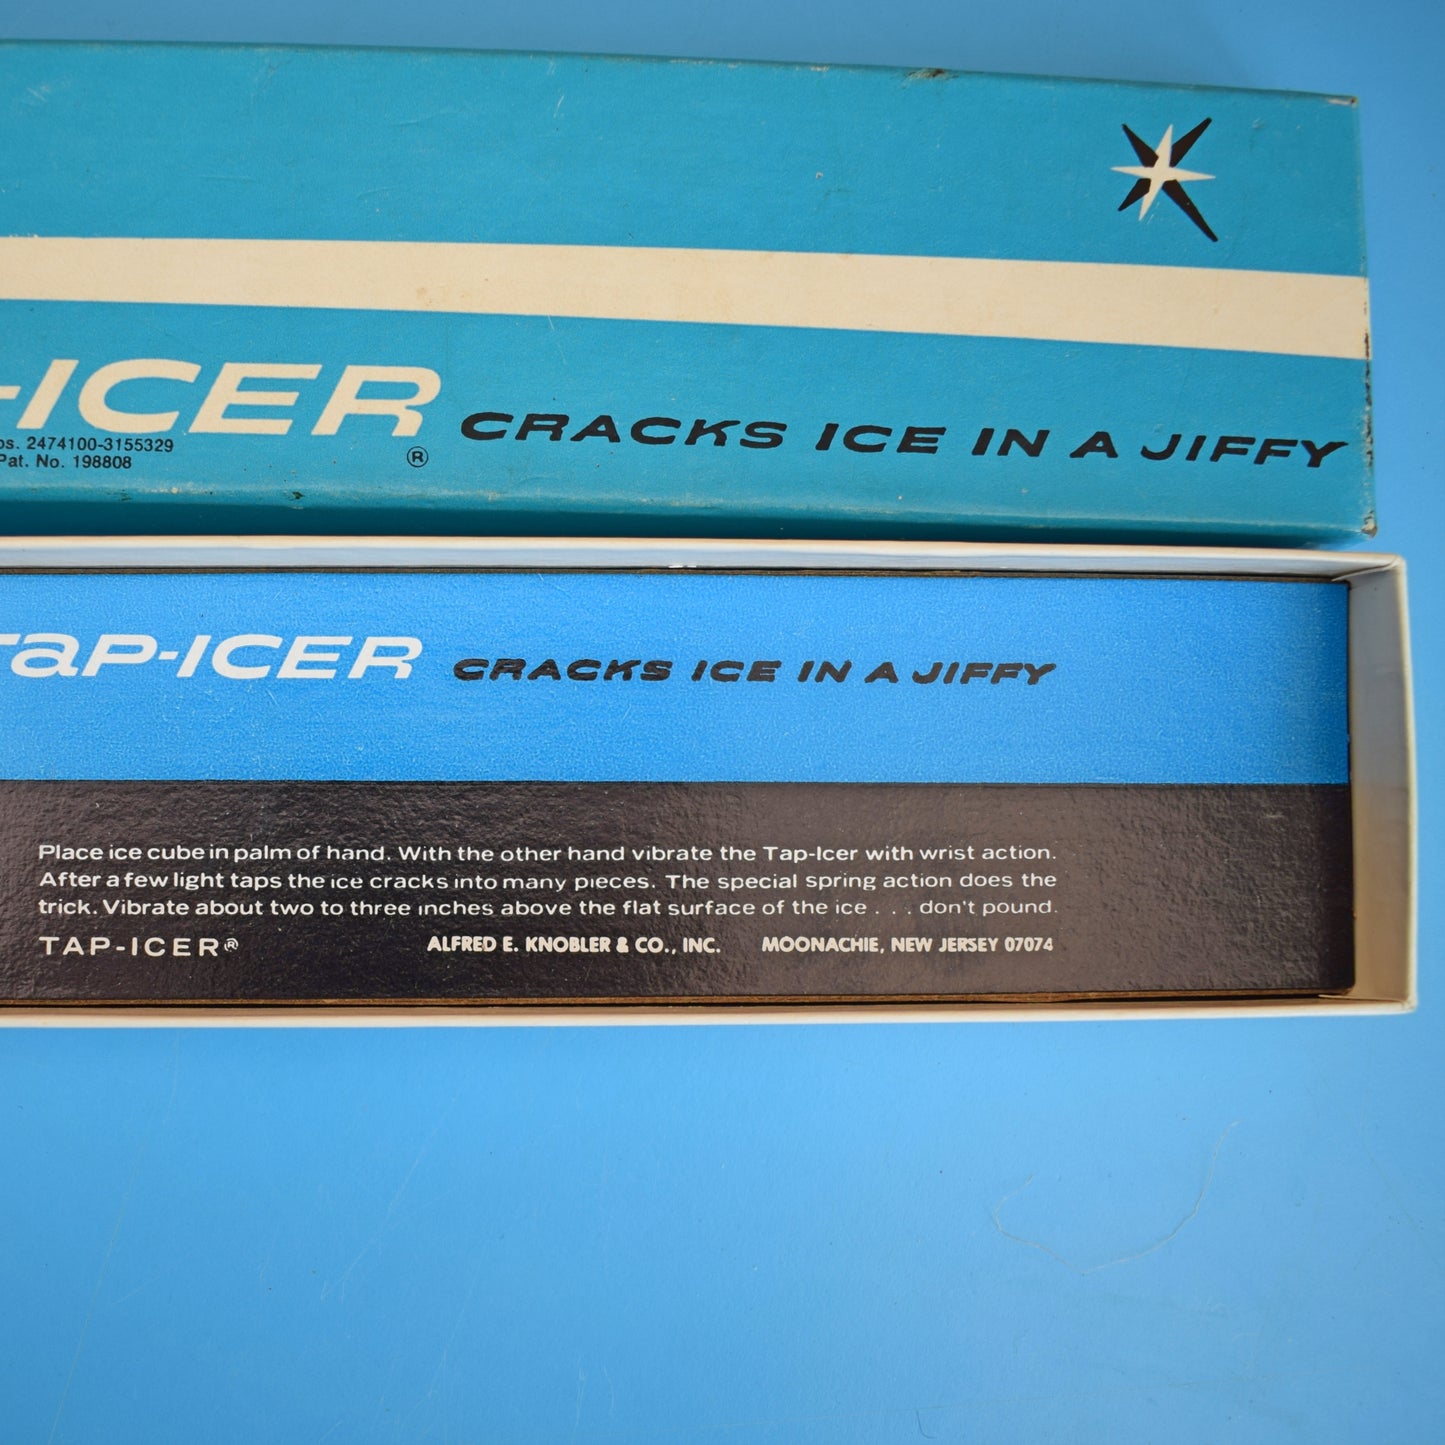 -ICER CRACKS ICE IN A JIFFY
os. 2474100-3155329
Pat. No. 198808 ®
TAP-ICER CRACKS ICE IN A JIFFY
Place ice cube in palm of hand. With the other hand vibrate the Tap-Icer with wrist action.
After a few light taps the ice cracks into many pieces. The special spring action does the
trick. Vibrate about two to three inches above the flat surface of the ice . . . don't pound.
TAP-ICER® ALFRED E. KNOBLER & CO., INC. MOONACHIE, NEW JERSEY 07074